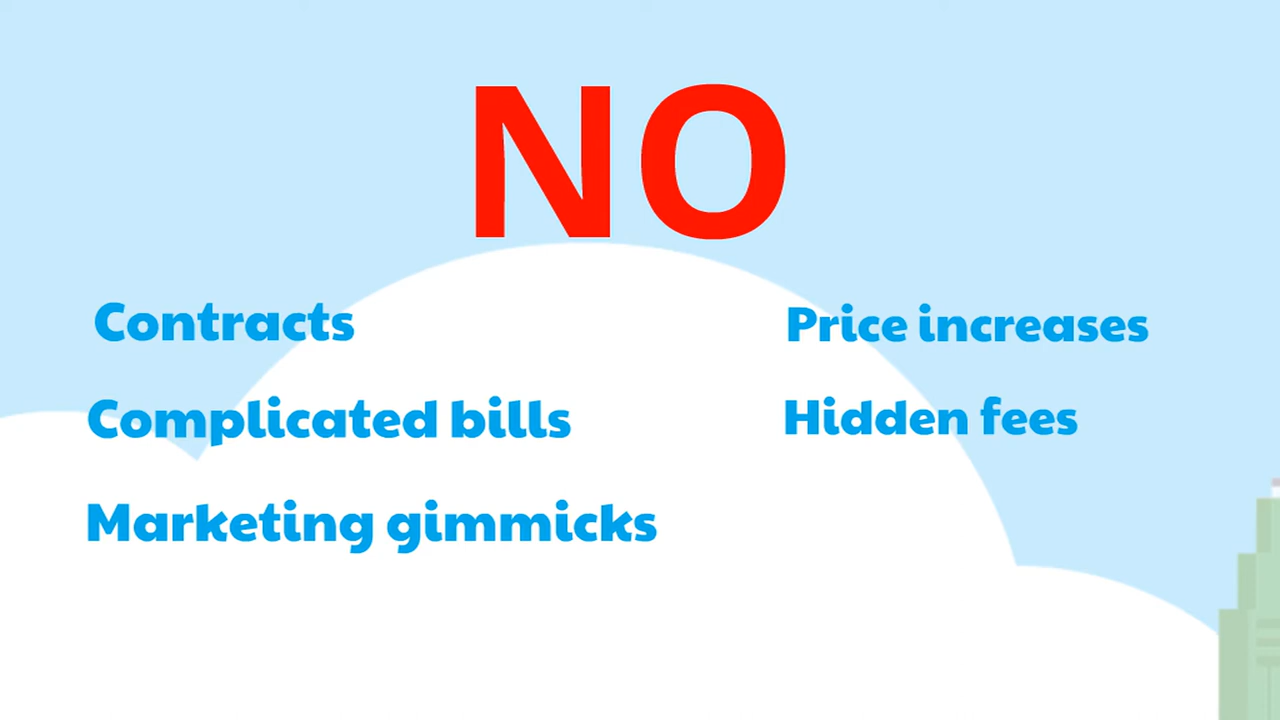 NO
Contracts
Complicated bills
Marketing gimmicks
Price increases
Hidden fees